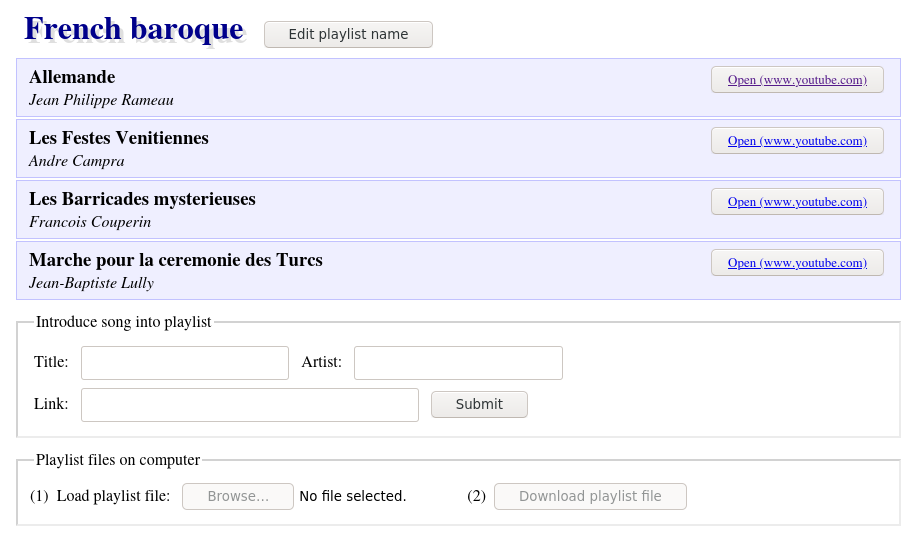 French baroque Edit playlist name
Allemande Open (www.youtube.com)
Jean Philippe Rameau
Les Festes Venitiennes Open (www.youtube.com)
Andre Campra
Les Barricades mysterieuses Open (www.youtube.com)
Francois Couperin
Marche pour la ceremonie des Turcs Open (www.youtube.com)
Jean-Baptiste Lully
Introduce song into playlist
Title: Artist:
Link: Submit
Playlist files on computer
(1) Load playlist file: Browse... No file selected. (2) Download playlist file